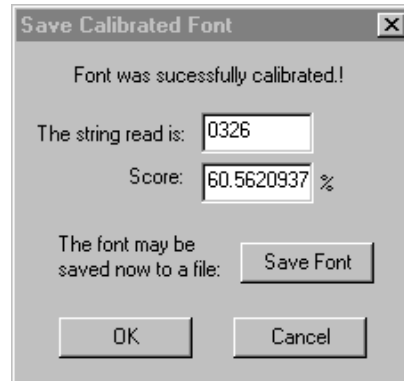 Save Calibrated Font
Font was sucessfully calibrated.!
The string read is: 0326
Score: 60.5620937 %
The font may be
saved now to a file: Save Font
OK Cancel